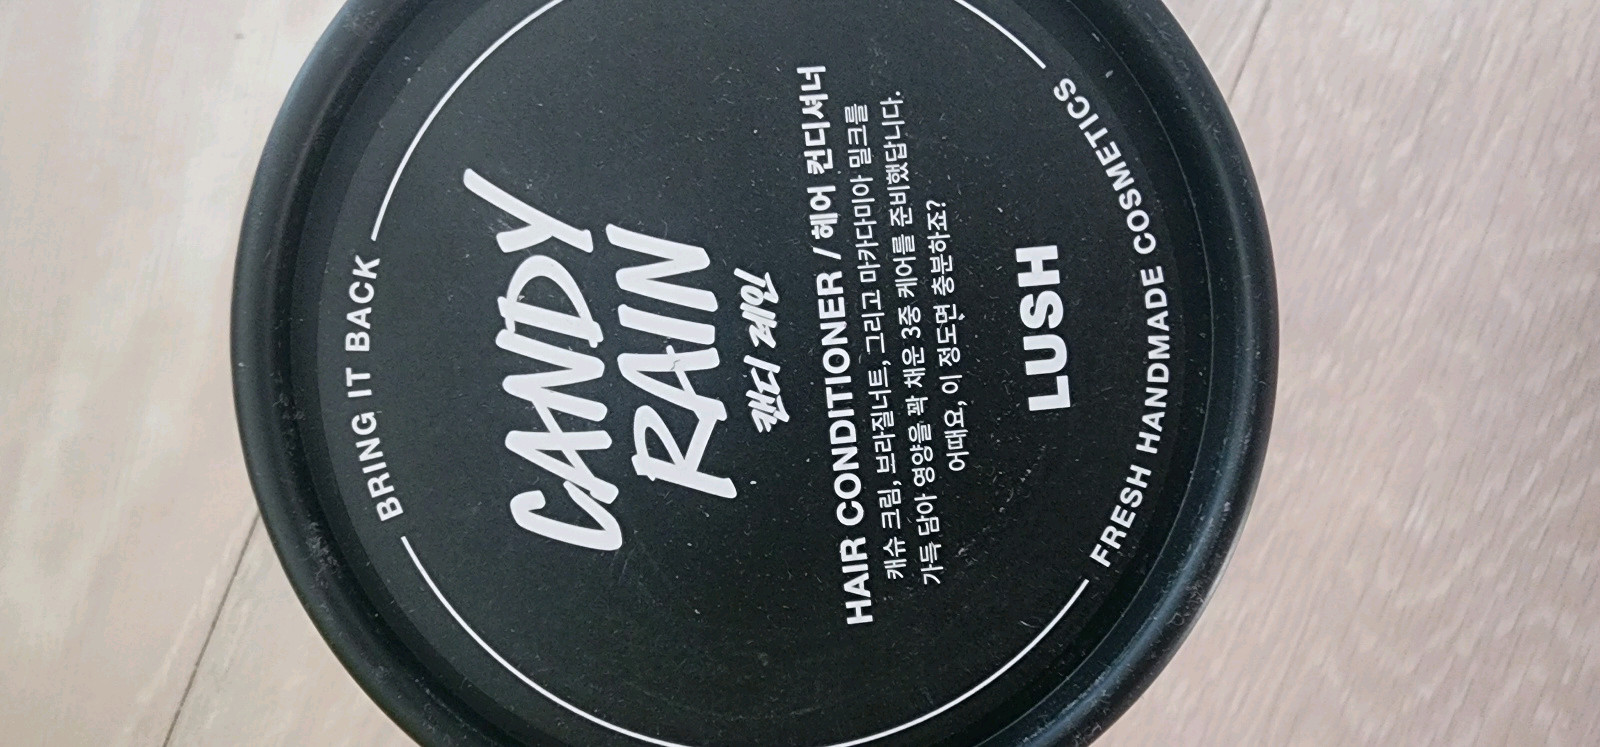 BRING IT BACK
CANDY
RAIN
캔디 레인
HAIR CONDITIONER / 헤어 컨디셔너
캐슈 크림, 브라질너트, 그리고 마카다미아 밀크를
가득 담아 영양을 꽉 채운 3중 케어를 준비했답니다.
어때요, 이 정도면 충분하죠?
LUSH
FRESH HANDMADE COSMETICS